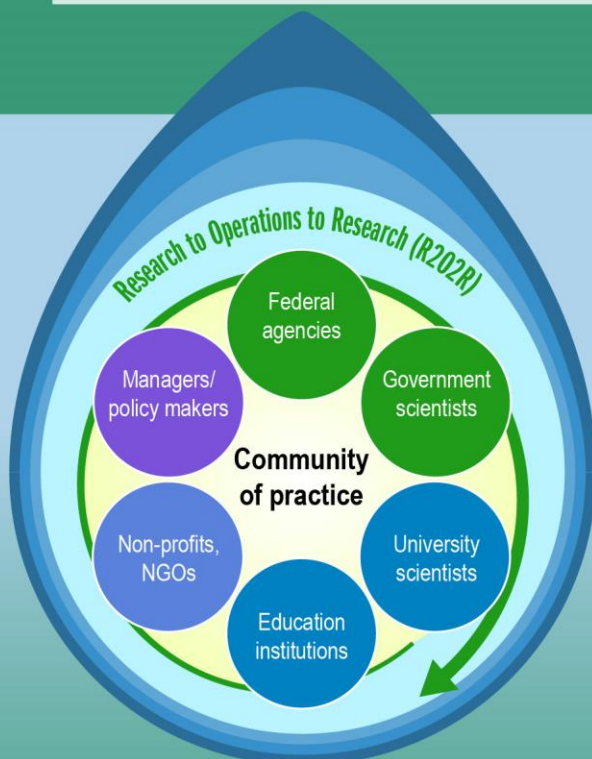 Research to Operations to Research (R202R)
Federal
agencies
Government
scientists
University
scientists
Education
institutions
Non-profits,
NGOs
Managers/
policy makers
Community
of practice